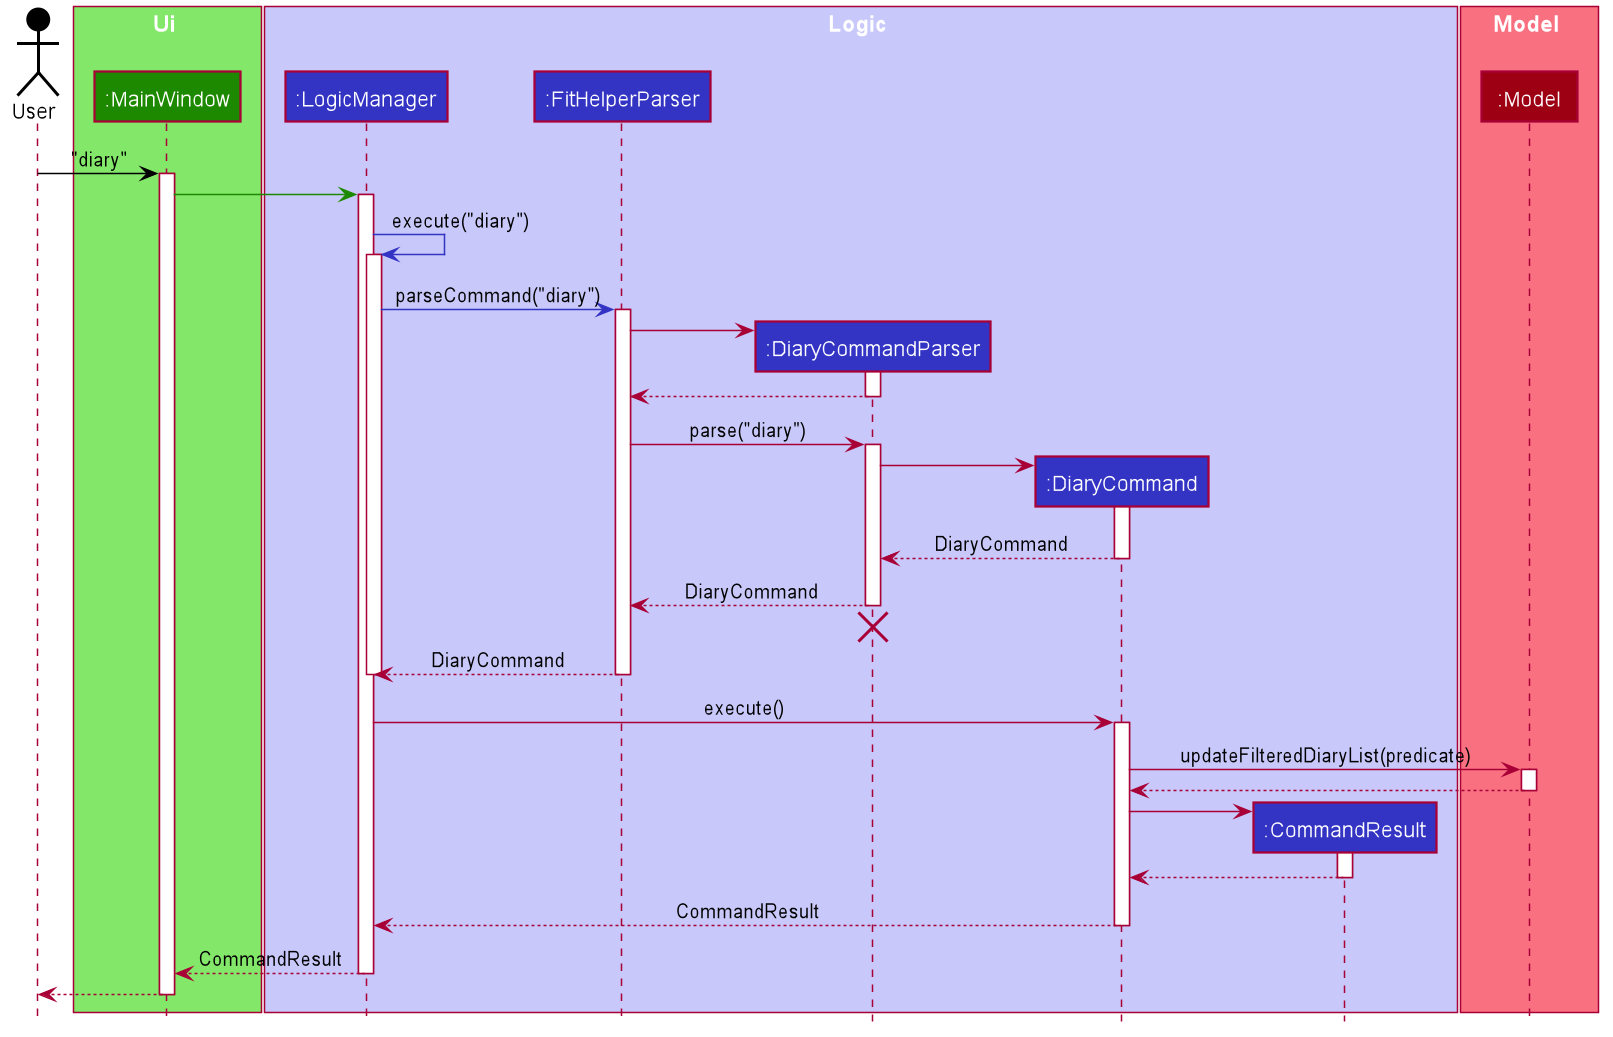 Ui
Logic
Model
User
:MainWindow
:LogicManager
:FitHelperParser
:Model
"diary"
execute("diary")
parseCommand("diary")
:DiaryCommandParser
parse("diary")
:DiaryCommand
DiaryCommand
DiaryCommand
DiaryCommand
execute()
updateFilteredDiaryList(predicate)
:CommandResult
CommandResult
CommandResult